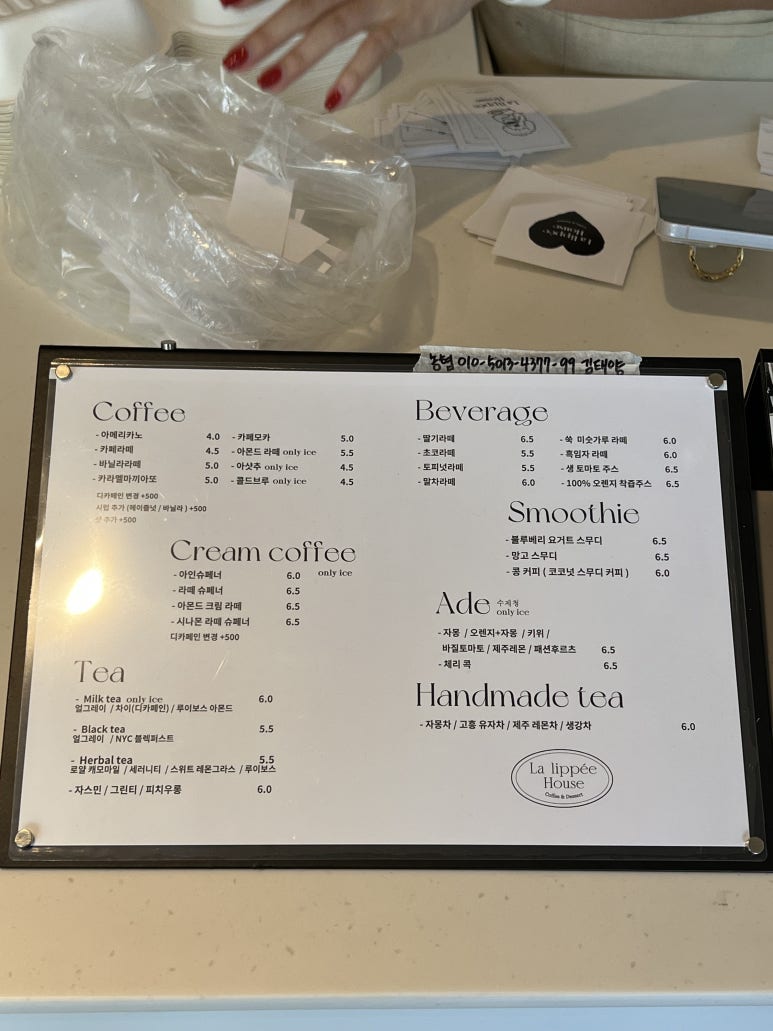 La lippée
House
La lippée
House
농협 010-5013-4377-99 김태양
Coffee
- 아메리카노 4.0
- 카페라떼 4.5
- 바닐라라떼 5.0
- 카라멜마끼아또 5.0
- 카페모카 5.0
- 아몬드 라떼 only ice 5.5
- 아샷추 only ice 4.5
- 콜드브루 only ice 4.5
디카페인 변경 +500
시럽 추가 (헤이즐넛 / 바닐라 ) +500
샷 추가 +500
Cream coffee
only ice
- 아인슈페너 6.0
- 라떼 슈페너 6.5
- 아몬드 크림 라떼 6.5
- 시나몬 라떼 슈페너 6.5
디카페인 변경 +500
Tea
- Milk tea only ice 6.0
얼그레이 / 차이(디카페인) / 루이보스 아몬드
- Black tea 5.5
얼그레이 / NYC 블렉퍼스트
- Herbal tea 5.5
로얄 캐모마일 / 세러니티 / 스위트 레몬그라스 / 루이보스
- 자스민 / 그린티 / 피치우롱 6.0
Beverage
- 딸기라떼 6.5
- 초코라떼 5.5
- 토피넛라떼 5.5
- 말차라떼 6.0
- 쑥 미숫가루 라떼 6.0
- 흑임자 라떼 6.0
- 생 토마토 주스 6.5
- 100% 오렌지 착즙주스 6.5
Smoothie
- 블루베리 요거트 스무디 6.5
- 망고 스무디 6.5
- 콩 커피 ( 코코넛 스무디 커피 ) 6.0
Ade 수제청
only ice
- 자몽 / 오렌지+자몽 / 키위 /
바질토마토 / 제주레몬 / 패션후르츠 6.5
- 체리 콕 6.5
Handmade tea
- 자몽차 / 고흥 유자차 / 제주 레몬차 / 생강차 6.0
La lippée
House
Coffee & Dessert